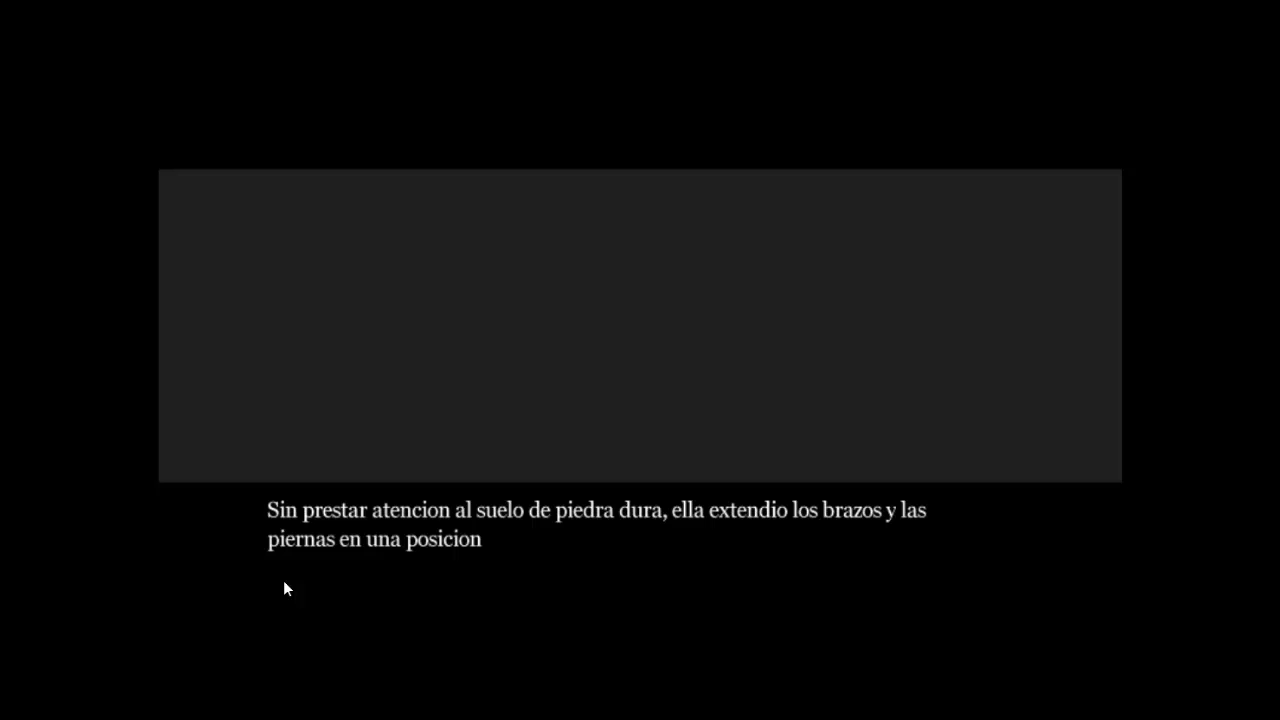 Sin prestar atencion al suelo de piedra dura, ella extendio los brazos y las
piernas en una posicion